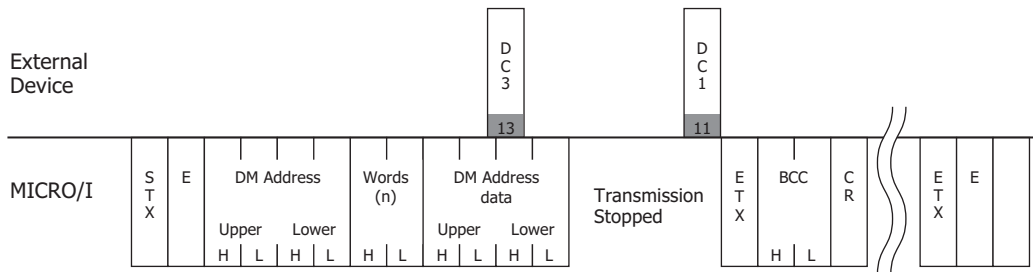 D
C
3
D
C
1
External
Device
13
11
MICRO/I
S
T
X
E
DM Address
Upper Lower
H L H L
Words
(n)
H L
DM Address
data
Upper Lower
H L H L
Transmission
Stopped
E
T
X
BCC
H L
C
R
E
T
X
E